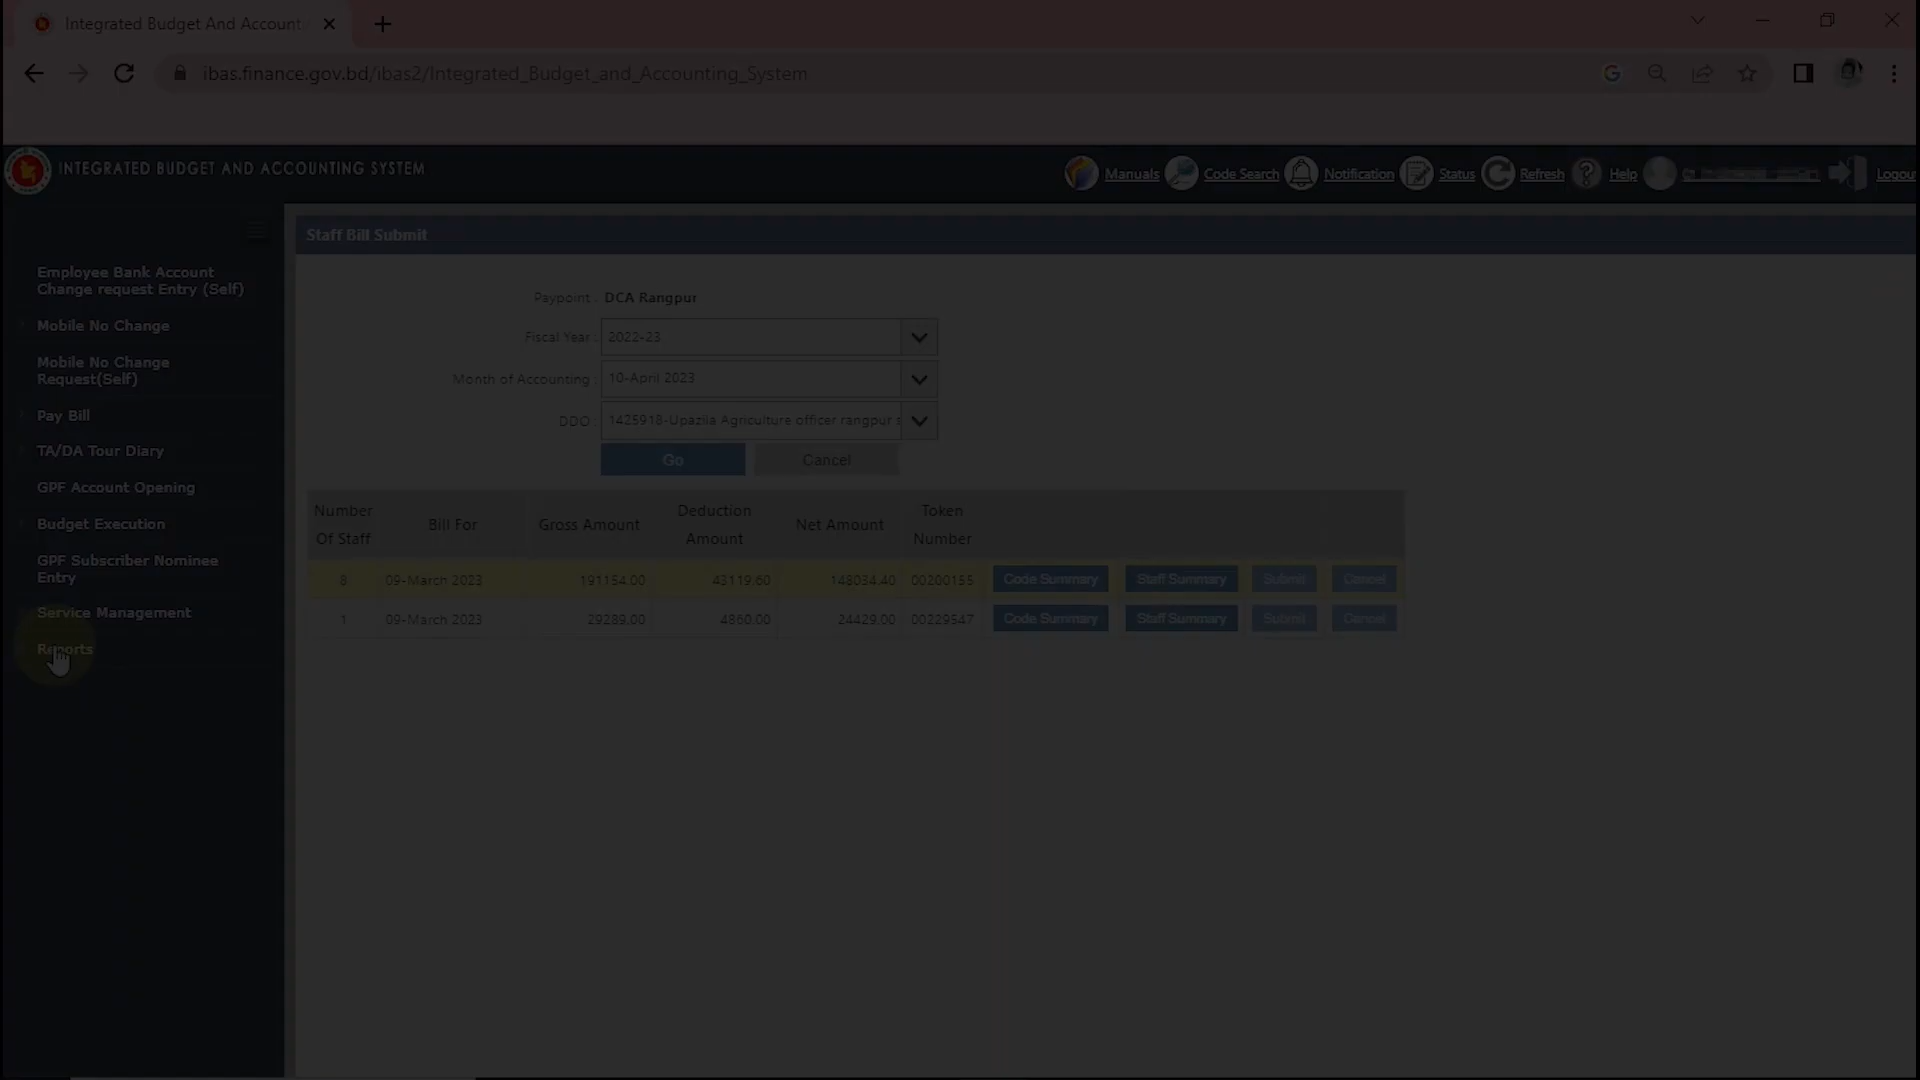 Integrated Budget And Account
ibas.finance.gov.bd/ibas2/Integrated_Budget_and_Accounting_System
INTEGRATED BUDGET AND ACCOUNTING SYSTEM
Manuals Code Search Notification Status Refresh Help Logou
Staff Bill Submit
Employee Bank Account
Change request Entry (Self)
Mobile No Change
Mobile No Change
Request(Self)
Pay Bill
TA/DA Tour Diary
GPF Account Opening
Budget Execution
GPF Subscriber Nominee
Entry
Service Management
Reports
Paypoint : DCA Rangpur
Fiscal Year : 2022-23
Month of Accounting : 10-April 2023
DDO : 1425918-Upazila Agriculture officer rangpur s
Go Cancel
Number Of Staff Bill For Gross Amount Deduction Amount Net Amount Token Number
8 09-March 2023 191154.00 43119.60 148034.40 00200155 Code Summary Staff Summary Submit Cancel
1 09-March 2023 29289.00 4860.00 24429.00 00229547 Code Summary Staff Summary Submit Cancel